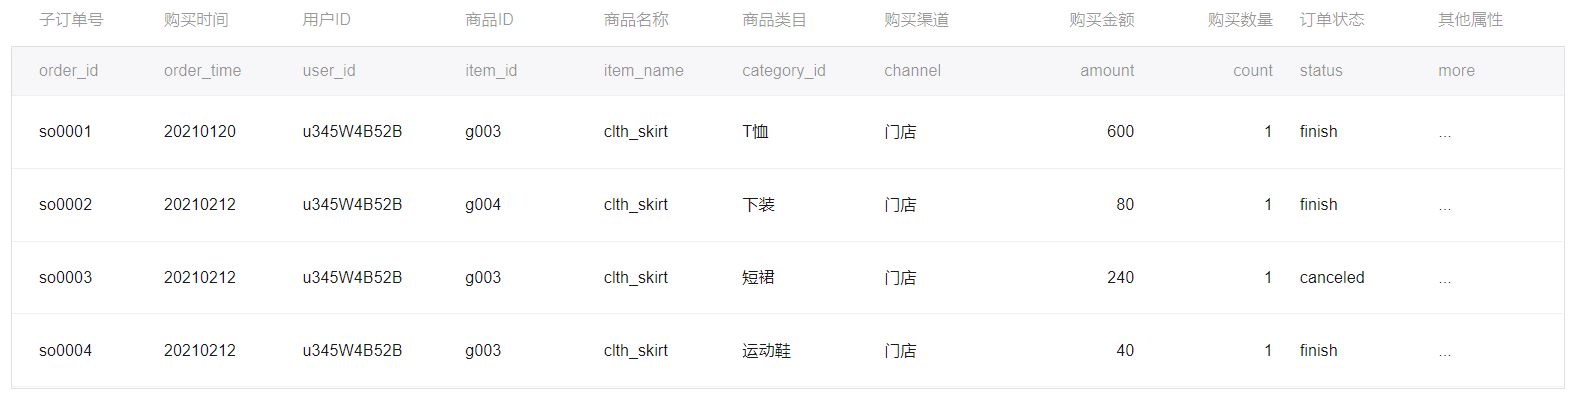 子订单号 购买时间 用户ID 商品ID 商品名称 商品类目 购买渠道 购买金额 购买数量 订单状态 其他属性
order_id order_time user_id item_id item_name category_id channel amount count status more
so0001 20210120 u345W4B52B g003 clth_skirt T恤 门店 600 1 finish ...
so0002 20210212 u345W4B52B g004 clth_skirt 下装 门店 80 1 finish ...
so0003 20210212 u345W4B52B g003 clth_skirt 短裙 门店 240 1 canceled ...
so0004 20210212 u345W4B52B g003 clth_skirt 运动鞋 门店 40 1 finish ...